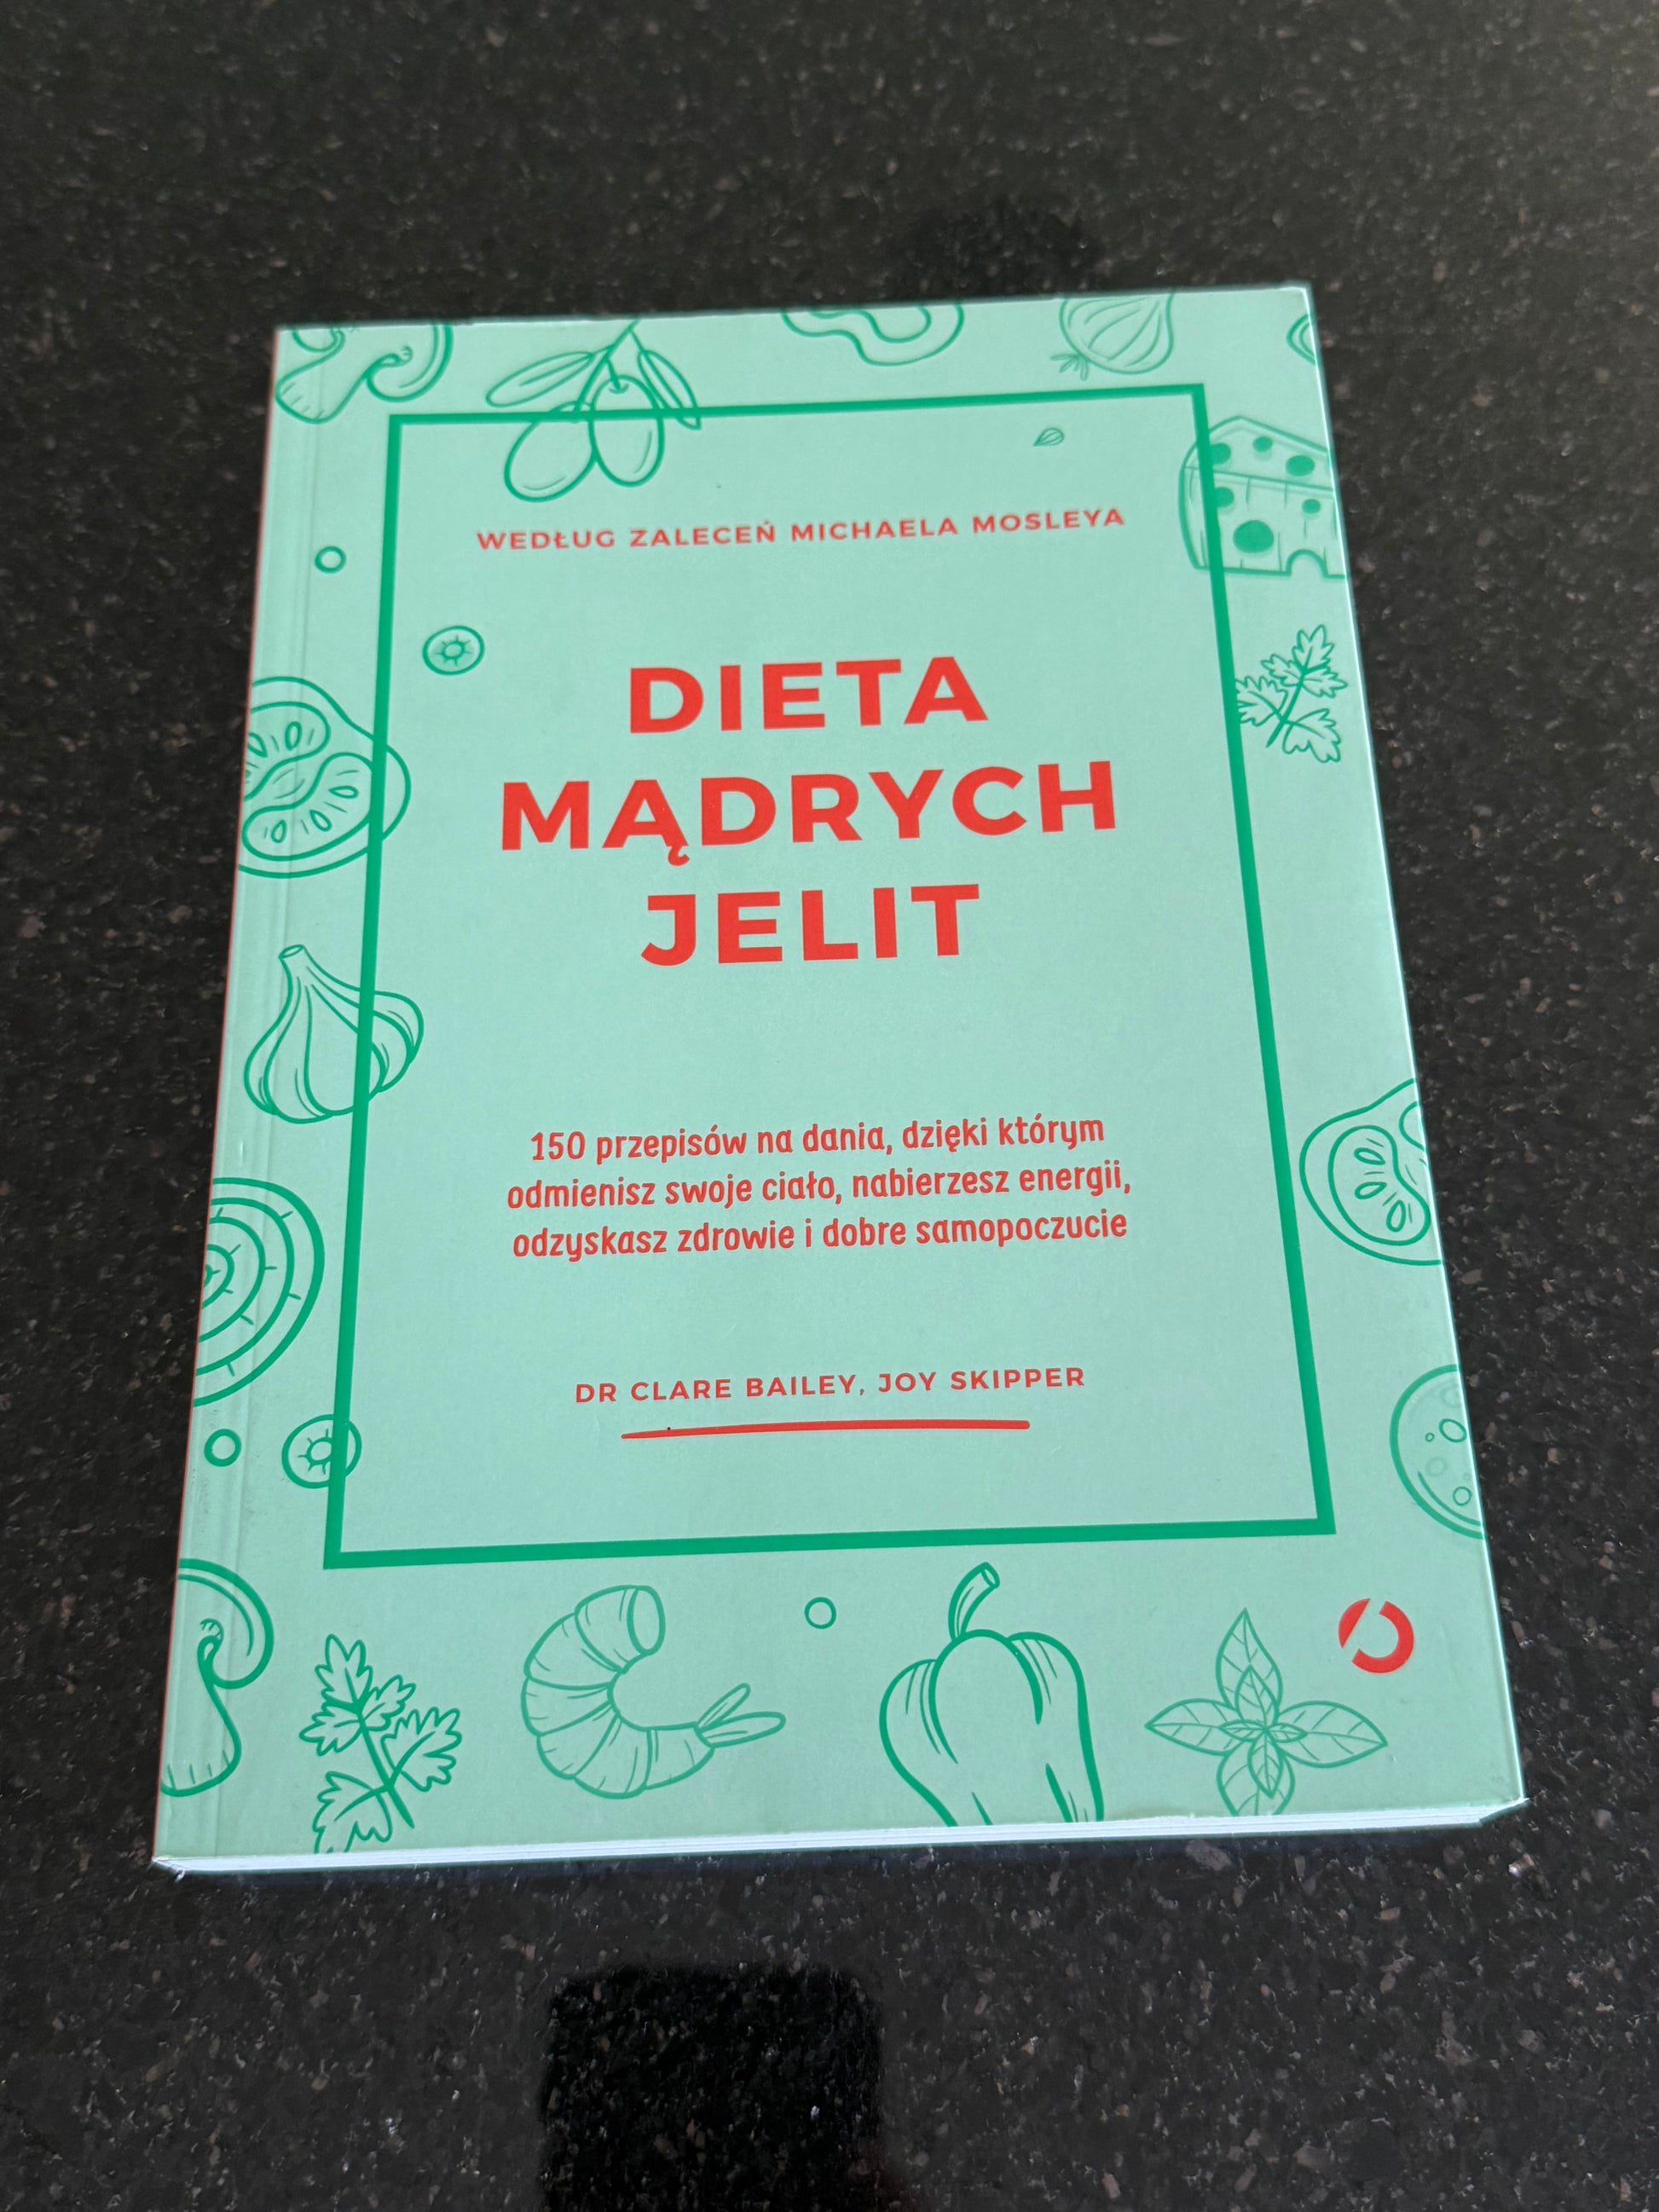 WEDŁUG ZALECEŃ MICHAELA MOSLEYA
DIETA
MĄDRYCH
JELIT
150 przepisów na dania, dzięki którym
odmienisz swoje ciało, nabierzesz energii,
odzyskasz zdrowie i dobre samopoczucie
DR CLARE BAILEY, JOY SKIPPER